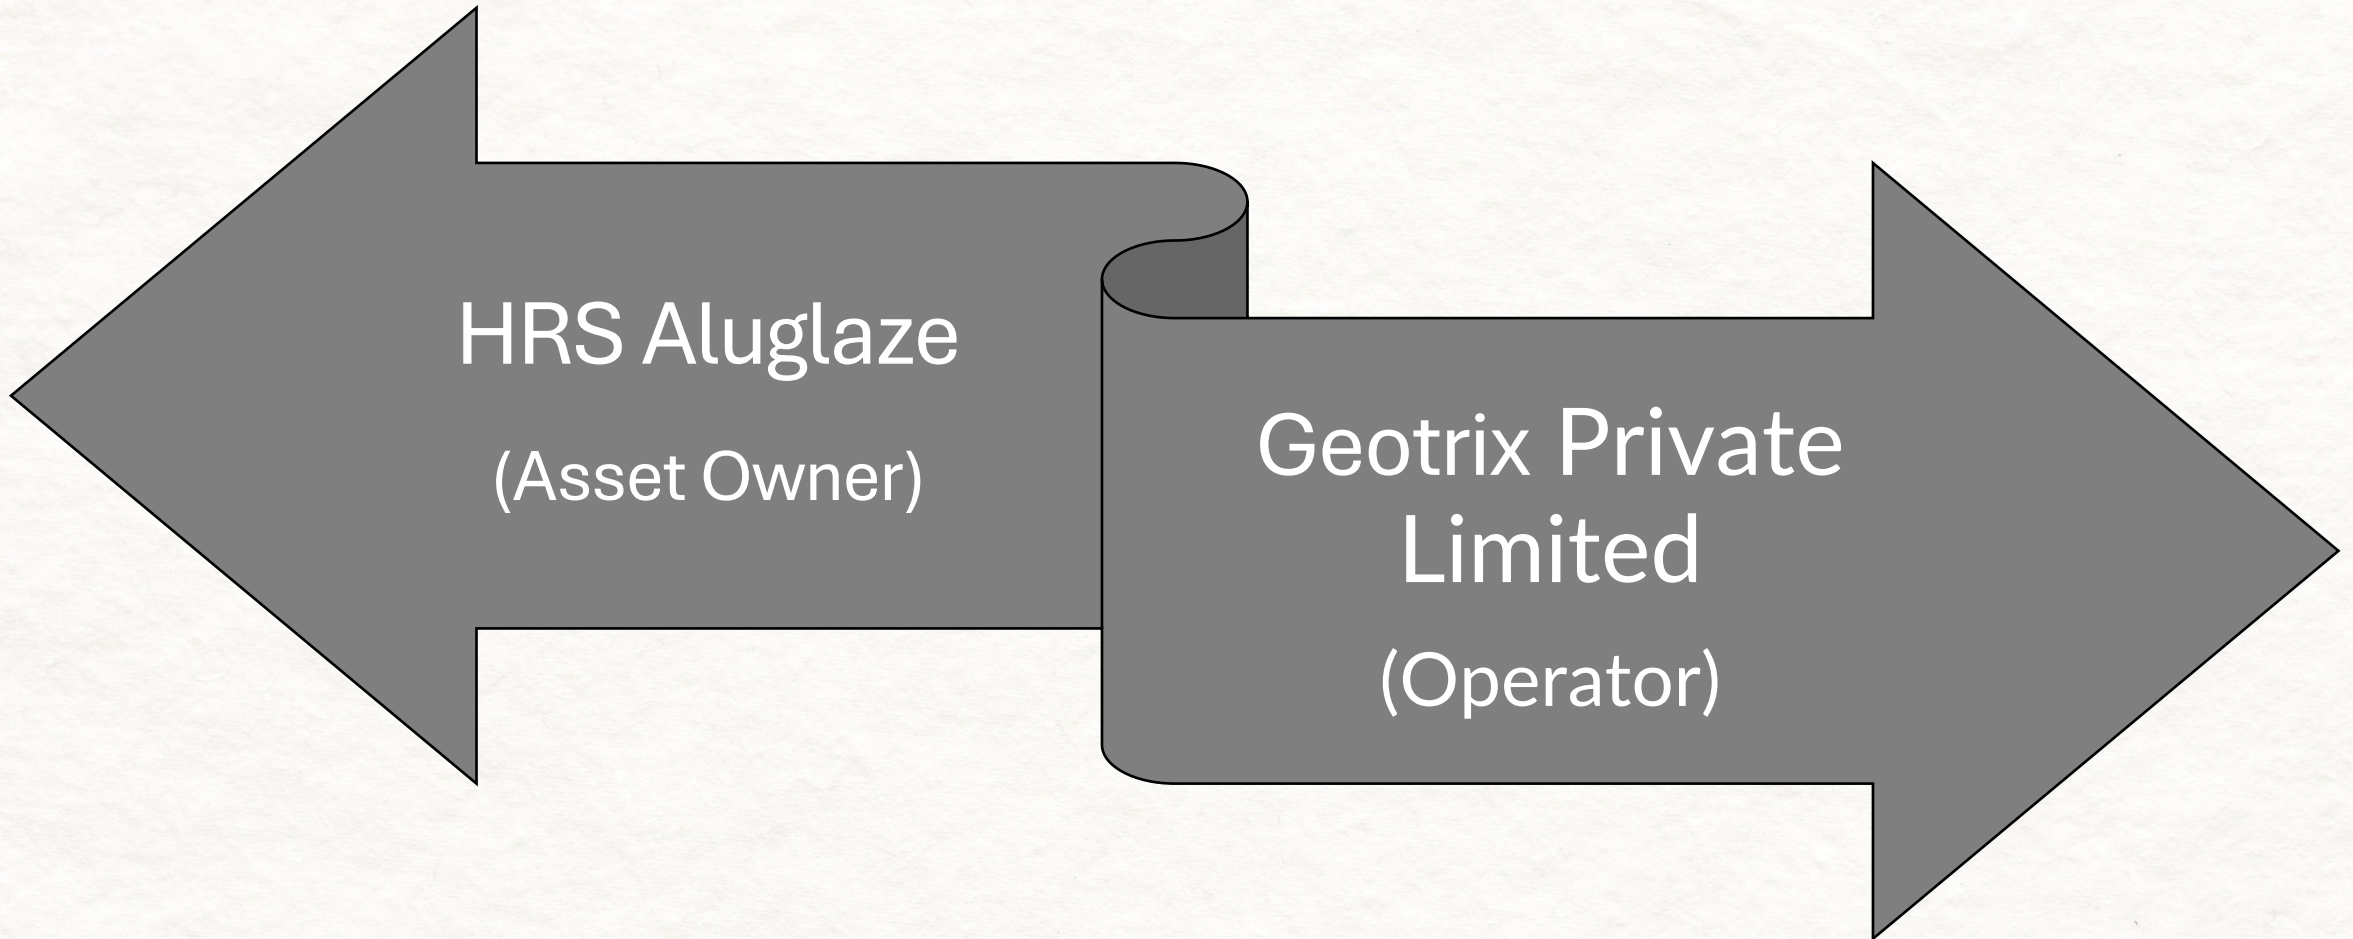 HRS Aluglaze
(Asset Owner)
Geotrix Private
Limited
(Operator)